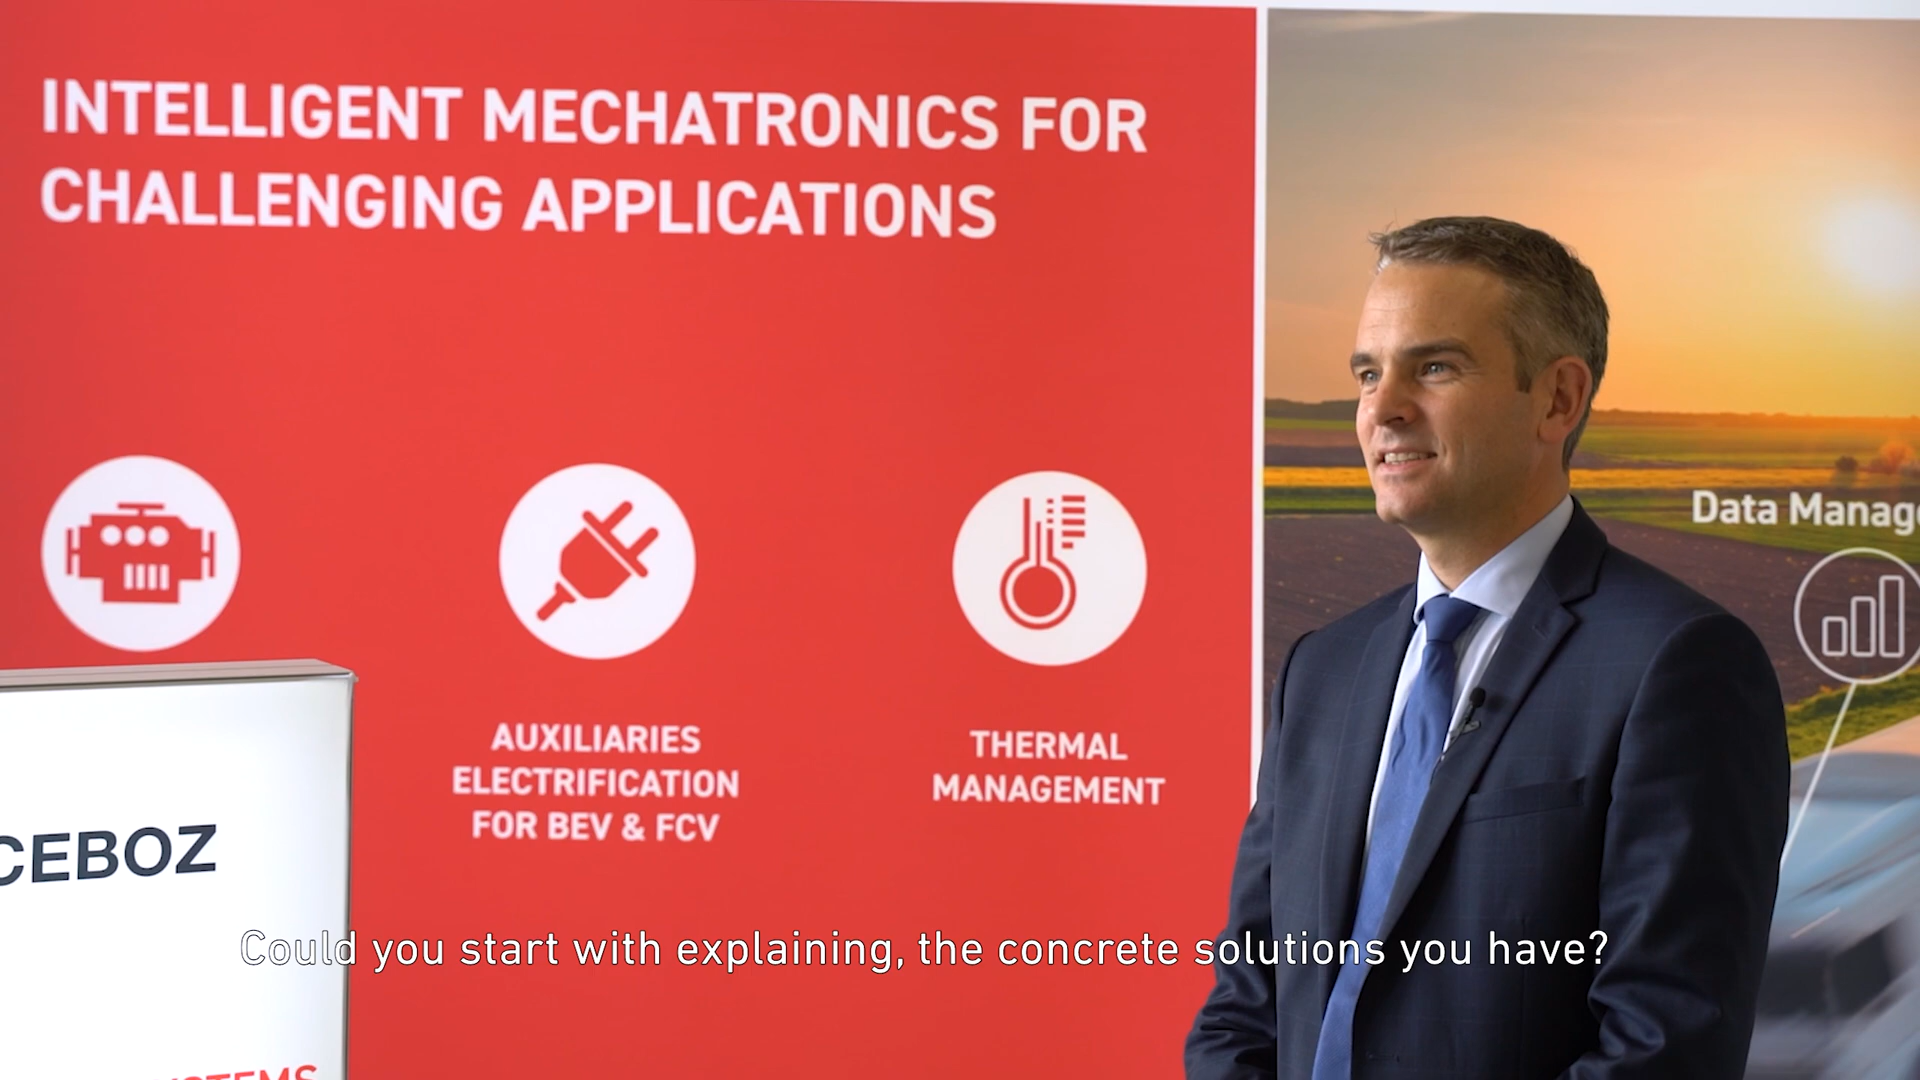 INTELLIGENT MECHATRONICS FOR
CHALLENGING APPLICATIONS
AUXILIARIES
ELECTRIFICATION
FOR BEV & FCV
THERMAL
MANAGEMENT
Data Manag
CEBOZ
STEMS
Could you start with explaining, the concrete solutions you have?